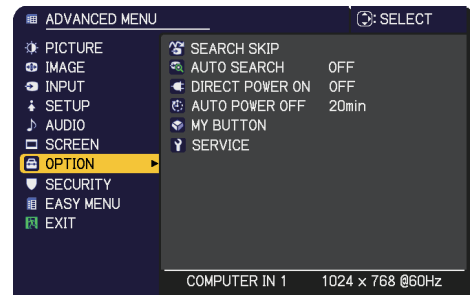 ADVANCED MENU : SELECT
PICTURE
IMAGE
INPUT
SETUP
AUDIO
SCREEN
OPTION
SECURITY
EASY MENU
EXIT
SEARCH SKIP
AUTO SEARCH OFF
DIRECT POWER ON OFF
AUTO POWER OFF 20min
MY BUTTON
SERVICE
COMPUTER IN 1 1024 x 768 @60Hz